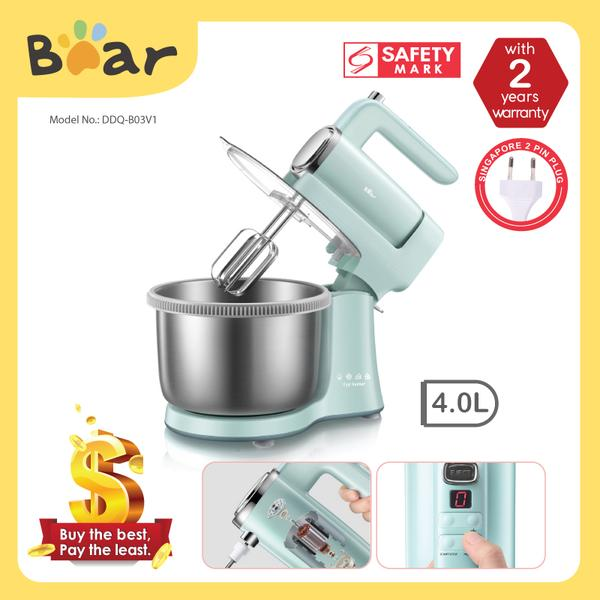 Bear
SAFETY
MARK
with
2
years
warranty
Model No.: DDQ-B03V1
SINGAPORE 2 PIN PLUG
4.0L
0
Buy the best,
Pay the least.